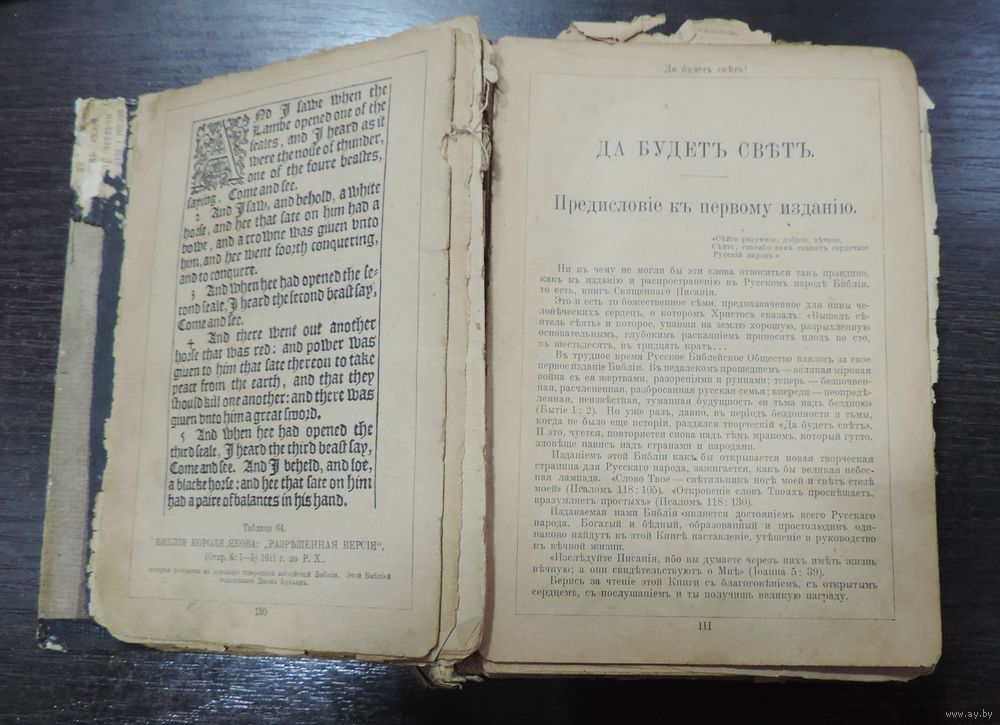 And I sawe when the
Lambe opened one of the
seales, and I heard as it
were the noise of thunder,
one of the foure beastes,
saying, Come and see.
2 And I saw, and behold, a white
horse, and hee that sate on him had a
bowe, and a crowne was giuen vnto
him, and hee went foorth conquering,
and to conquere.
3 And when hee had opened the se-
cond seale, I heard the second beast say,
Come and see.
4 And there went out another
horse that was red: and power was
giuen to him that sate thereon to take
peace from the earth, and that they
should kill one another: and there was
giuen vnto him a great sword.
5 And when hee had opened the
third seale, I heard the third beast say,
Come and see. And I beheld, and loe,
a blacke horse: and hee that sate on him
had a paire of balances in his hand.
Таблица 64.
БИБЛІЯ КОРОЛЯ ЯКОВА: „РАЗРѢШЕННАЯ ВЕРСІЯ“,
(Откр. 6: 1—5) 1611 г. по Р. Х.,
Этой Библіей
пользовался Джонъ Буньянъ.
130
Да будетъ свѣтъ!
ДА БУДЕТЪ СВѢТЪ.
Предисловіе къ первому изданію.
«Сѣйте разумное, доброе, вѣчное,
Сѣйте, спасибо вамъ скажетъ сердечное
Русскій народъ.»
Ни къ чему не могли бы эти слова относиться такъ правдиво,
какъ къ изданію и распространенію въ Русскомъ народѣ Библіи,
то есть, книгъ Священнаго Писанія.
Это и есть то божественное сѣмя, предназначенное для нивы че-
ловѣческихъ сердецъ, о которомъ Христосъ сказалъ: «Вышелъ сѣ-
ятель сѣять» и которое, упавши на землю хорошую, разрыхленную
основательнымъ, глубокимъ раскаяніемъ приноситъ плодъ во сто,
въ шестьдесятъ, въ тридцать кратъ...
Въ трудное время Русское Библейское Общество взялось за свое
первое изданіе Библіи. Въ недалекомъ прошедшемъ — великая міровая
война съ ея жертвами, разореніями и руинами; теперь — безпочвен-
ная, расчлененная, разбросанная русская семья; впереди — неопредѣ-
ленная, неизвѣстная, туманная будущность «и тьма надъ бездною»
(Бытіе 1: 2). Но уже разъ, давно, въ періодъ бездонности и тьмы,
когда не было еще исторіи, раздался творческій «Да будетъ свѣтъ».
И это, чуется, повторяется снова надъ тѣмъ мракомъ, который густо,
зловѣще нависъ надъ странами и народами.
Изданіемъ этой Библіи какъ бы открывается новая творческая
страница для Русскаго народа, зажигается, какъ бы великая небес-
ная лампада. «Слово Твое — свѣтильникъ ногѣ моей и свѣтъ стезѣ
моей» (Псаломъ 118: 105). «Откровеніе словъ Твоихъ просвѣщаетъ,
вразумляетъ простыхъ» (Псаломъ 118: 130).
Издаваемая нами Библія является достояніемъ всего Русскаго
народа. Богатый и бѣдный, образованный и простолюдинъ оди-
наково найдутъ въ этой Книгѣ наставленіе, утѣшеніе и руководство
къ вѣчной жизни.
«Изслѣдуйте Писанія, ибо вы думаете черезъ нихъ имѣть жизнь
вѣчную; а они свидѣтельствуютъ о Мнѣ» (Іоанна 5: 39).
Берись за чтеніе этой Книги съ благоговѣніемъ, съ открытымъ
сердцемъ, съ послушаніемъ и ты получишь великую награду.
III
www.ay.by